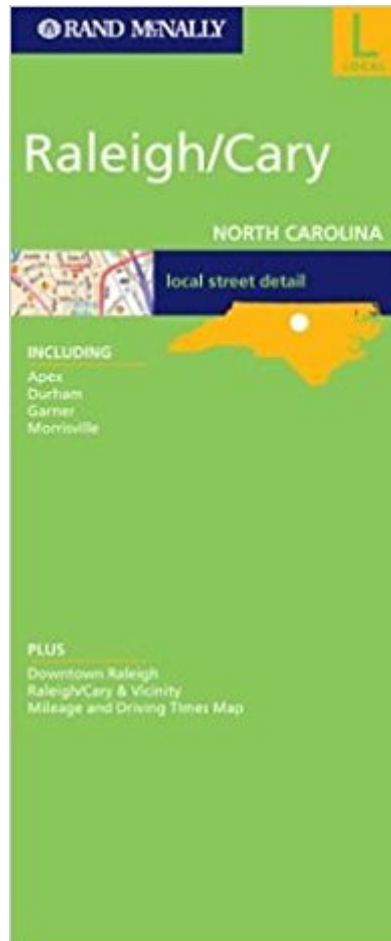 RAND McNALLY
L
LOCAL
Raleigh/Cary
NORTH CAROLINA
local street detail
INCLUDING
Apex
Durham
Garner
Morrisville
PLUS
Downtown Raleigh
Raleigh/Cary & Vicinity
Mileage and Driving Times Map